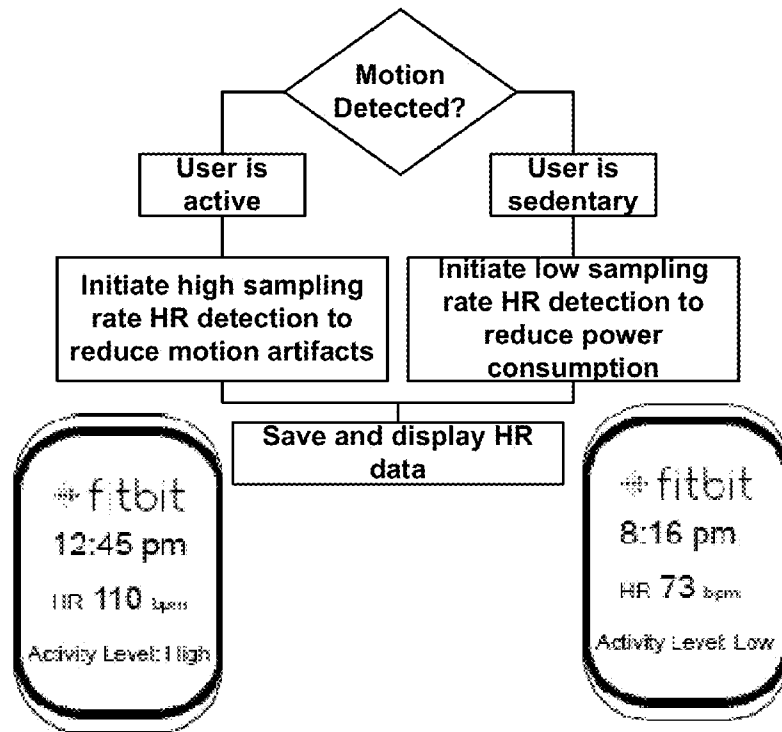 Motion
Detected?
User is
active
User is
sedentary
Initiate high sampling
rate HR detection to
reduce motion artifacts
Initiate low sampling
rate HR detection to
reduce power
consumption
Save and display HR
data
fitbit
12:45 pm
HR 110 bpm
Activity Level: High
fitbit
8:16 pm
HR 73 bpm
Activity Level: Low